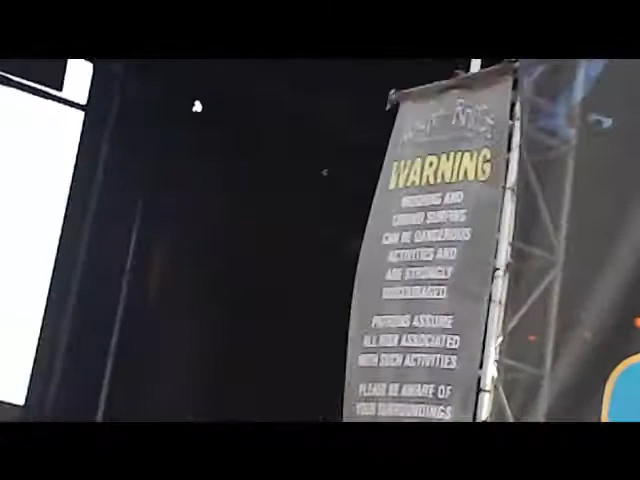 WARNING
MOSHING AND
CROWD SURFING
CAN BE DANGEROUS
ACTIVITIES AND
ARE STRONGLY
DISCOURAGED.
PATRONS ASSUME
ALL RISK ASSOCIATED
WITH SUCH ACTIVITIES.
PLEASE BE AWARE OF
YOUR SURROUNDINGS